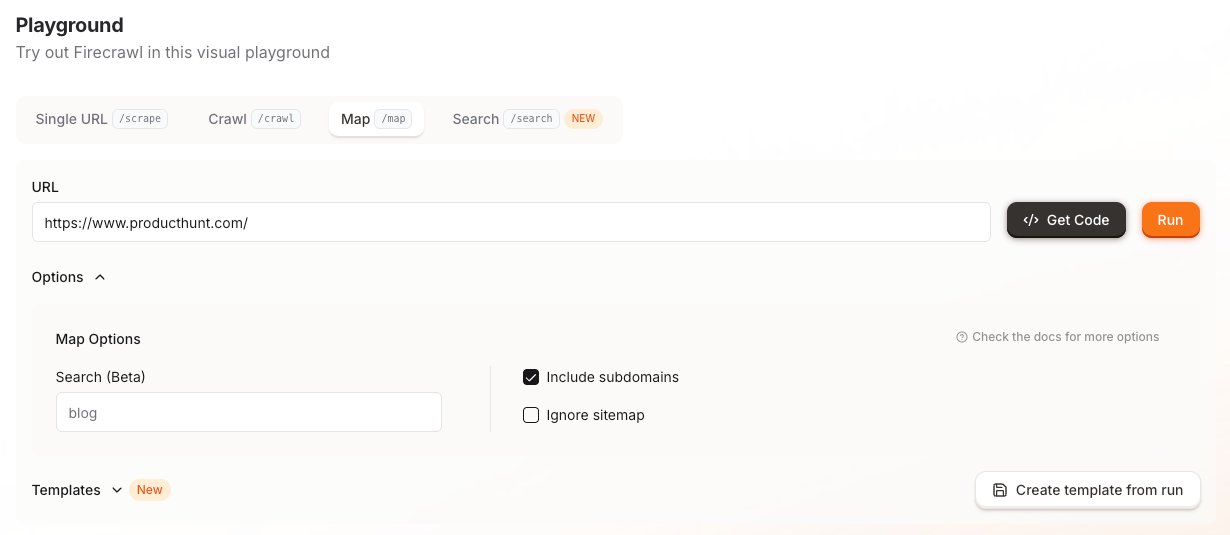 Playground
Try out Firecrawl in this visual playground
Single URL /scrape Crawl /crawl Map /map Search /search NEW
URL
https://www.producthunt.com/
</> Get Code
Run
Options
Map Options
Check the docs for more options
Search (Beta)
blog
Include subdomains
Ignore sitemap
Templates New
Create template from run